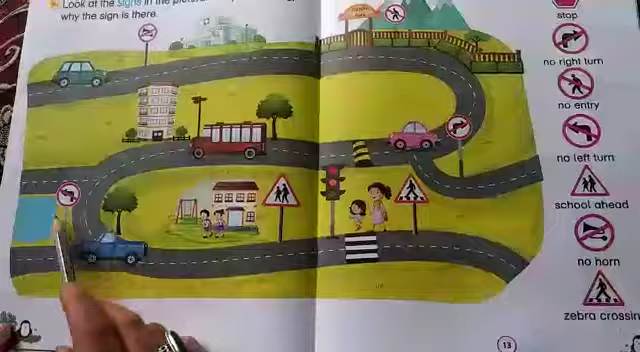 Look at the signs in the
why the sign is there.
stop
no right turn
no entry
no left turn
school ahead
no horn
zebra crossin
13